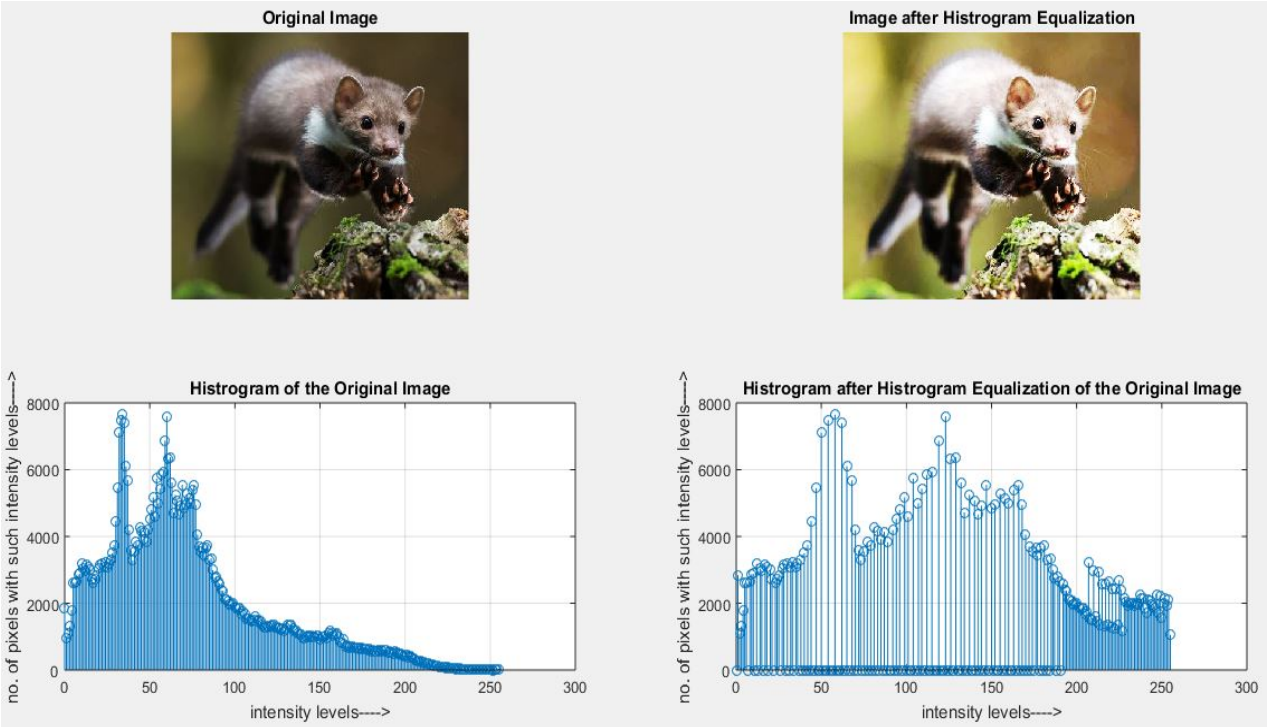 Original Image
Image after Histrogram Equalization
Histrogram of the Original Image
no. of pixels with such intensity levels---->
8000
6000
4000
2000
0
0 50 100 150 200 250 300
intensity levels---->
Histrogram after Histrogram Equalization of the Original Image
no. of pixels with such intensity levels---->
8000
6000
4000
2000
0
0 50 100 150 200 250 300
intensity levels---->